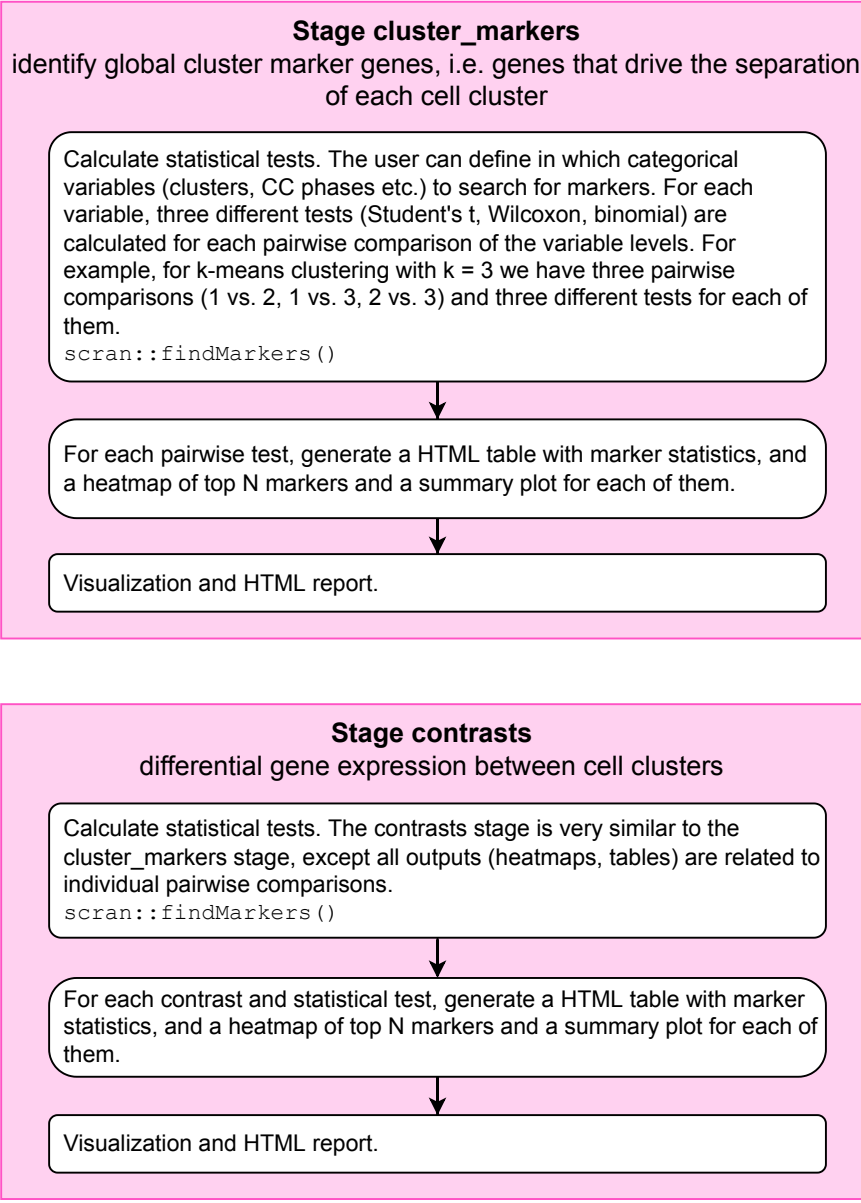 Stage cluster_markers
identify global cluster marker genes, i.e. genes that drive the separation
of each cell cluster
Calculate statistical tests. The user can define in which categorical
variables (clusters, CC phases etc.) to search for markers. For each
variable, three different tests (Student's t, Wilcoxon, binomial) are
calculated for each pairwise comparison of the variable levels. For
example, for k-means clustering with k = 3 we have three pairwise
comparisons (1 vs. 2, 1 vs. 3, 2 vs. 3) and three different tests for each of
them.
scran::findMarkers()
For each pairwise test, generate a HTML table with marker statistics, and
a heatmap of top N markers and a summary plot for each of them.
Visualization and HTML report.
Stage contrasts
differential gene expression between cell clusters
Calculate statistical tests. The contrasts stage is very similar to the
cluster_markers stage, except all outputs (heatmaps, tables) are related to
individual pairwise comparisons.
scran::findMarkers()
For each contrast and statistical test, generate a HTML table with marker
statistics, and a heatmap of top N markers and a summary plot for each of
them.
Visualization and HTML report.